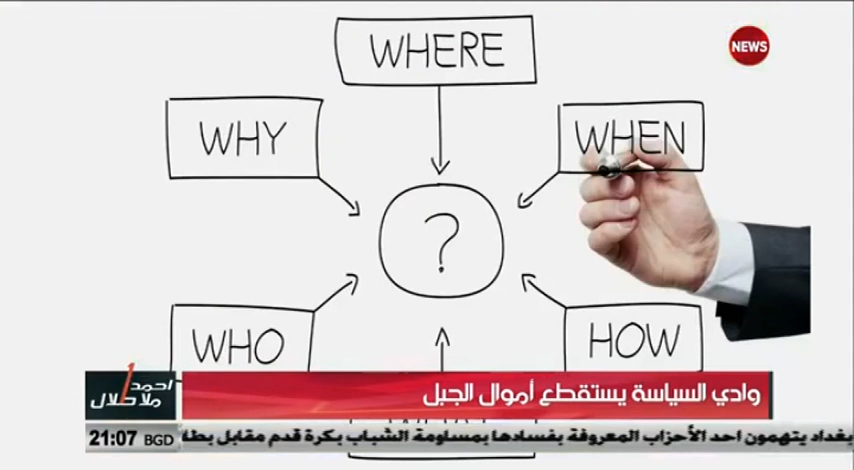 WHERE
NEWS
WHY
WHEN
?
WHO
HOW
احمد
ملا طلال
وادي السياسة يستقطع أموال الجبل
21:07 BGD
بغداد يتهمون احد الأحزاب المعروفة بفسادها بمساومة الشباب بكرة قدم مقابل بطا